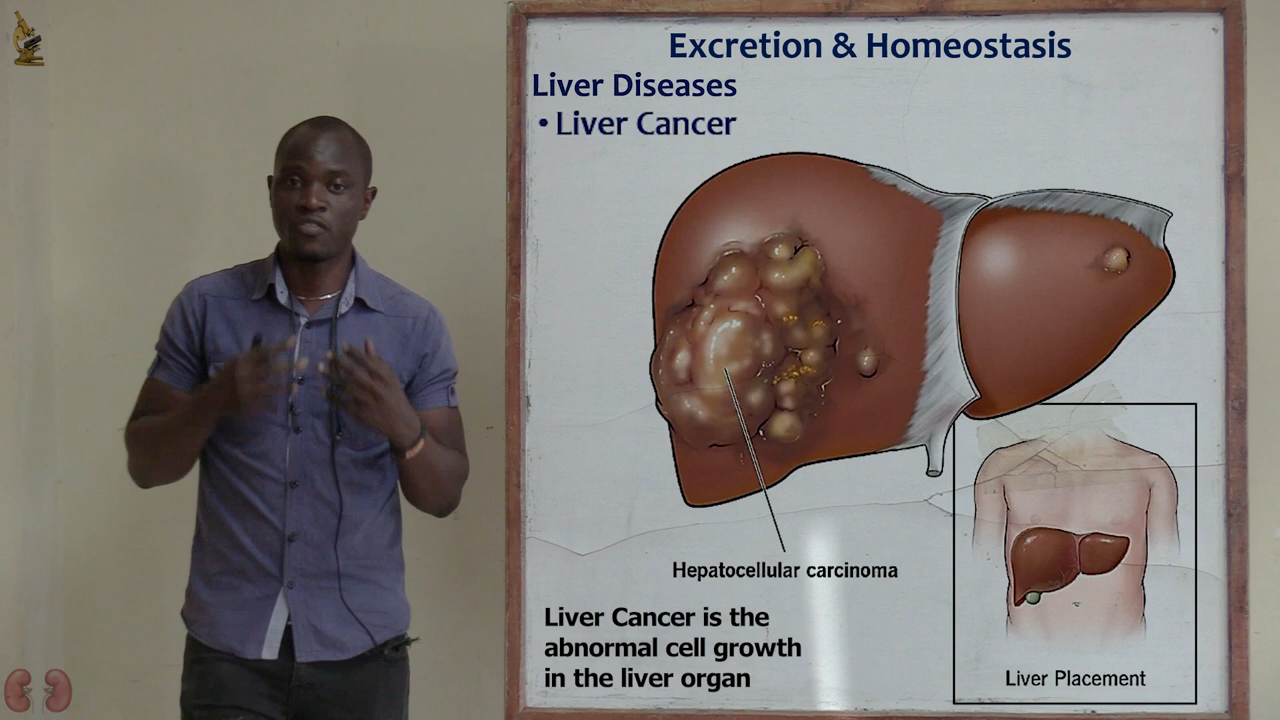 Excretion & Homeostasis
Liver Diseases
• Liver Cancer
Hepatocellular carcinoma
Liver Cancer is the
abnormal cell growth
in the liver organ
Liver Placement